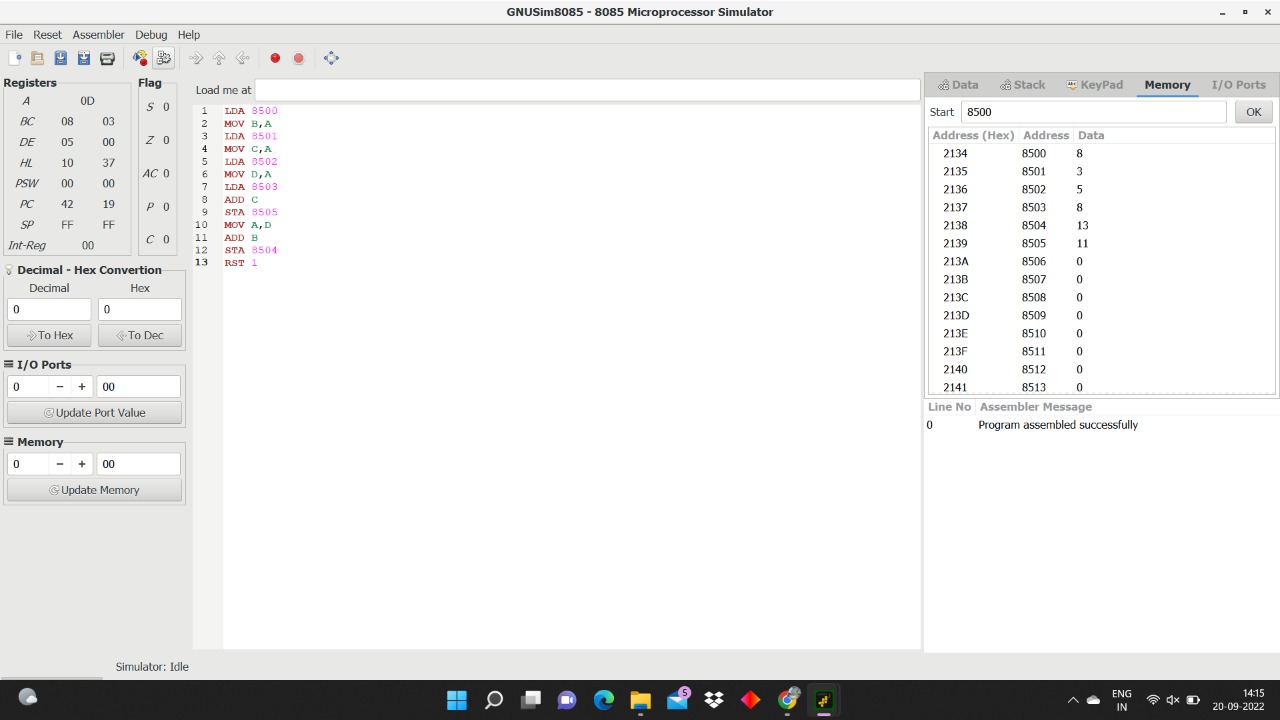 GNUSim8085 - 8085 Microprocessor Simulator
File Reset Assembler Debug Help
Registers
A 0D
BC 08 03
DE 05 00
HL 10 37
PSW 00 00
PC 42 19
SP FF FF
Int-Reg 00
Flag
S 0
Z 0
AC 0
P 0
C 0
Decimal - Hex Convertion
Decimal Hex
0 0
To Hex To Dec
I/O Ports
0 − + 00
Update Port Value
Memory
0 − + 00
Update Memory
Load me at
1 LDA 8500
2 MOV B,A
3 LDA 8501
4 MOV C,A
5 LDA 8502
6 MOV D,A
7 LDA 8503
8 ADD C
9 STA 8505
10 MOV A,D
11 ADD B
12 STA 8504
13 RST 1
Data Stack KeyPad Memory I/O Ports
Start 8500 OK
Address (Hex) Address Data
2134 8500 8
2135 8501 3
2136 8502 5
2137 8503 8
2138 8504 13
2139 8505 11
213A 8506 0
213B 8507 0
213C 8508 0
213D 8509 0
213E 8510 0
213F 8511 0
2140 8512 0
2141 8513 0
Line No Assembler Message
0 Program assembled successfully
Simulator: Idle
5
ENG
IN
14:15
20-09-2022